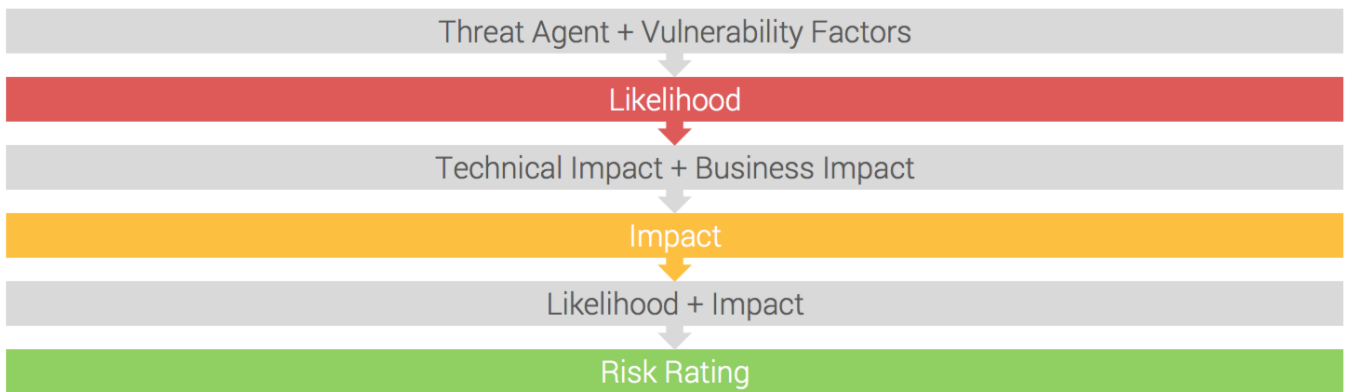 Threat Agent + Vulnerability Factors
Likelihood
Technical Impact + Business Impact
Impact
Likelihood + Impact
Risk Rating